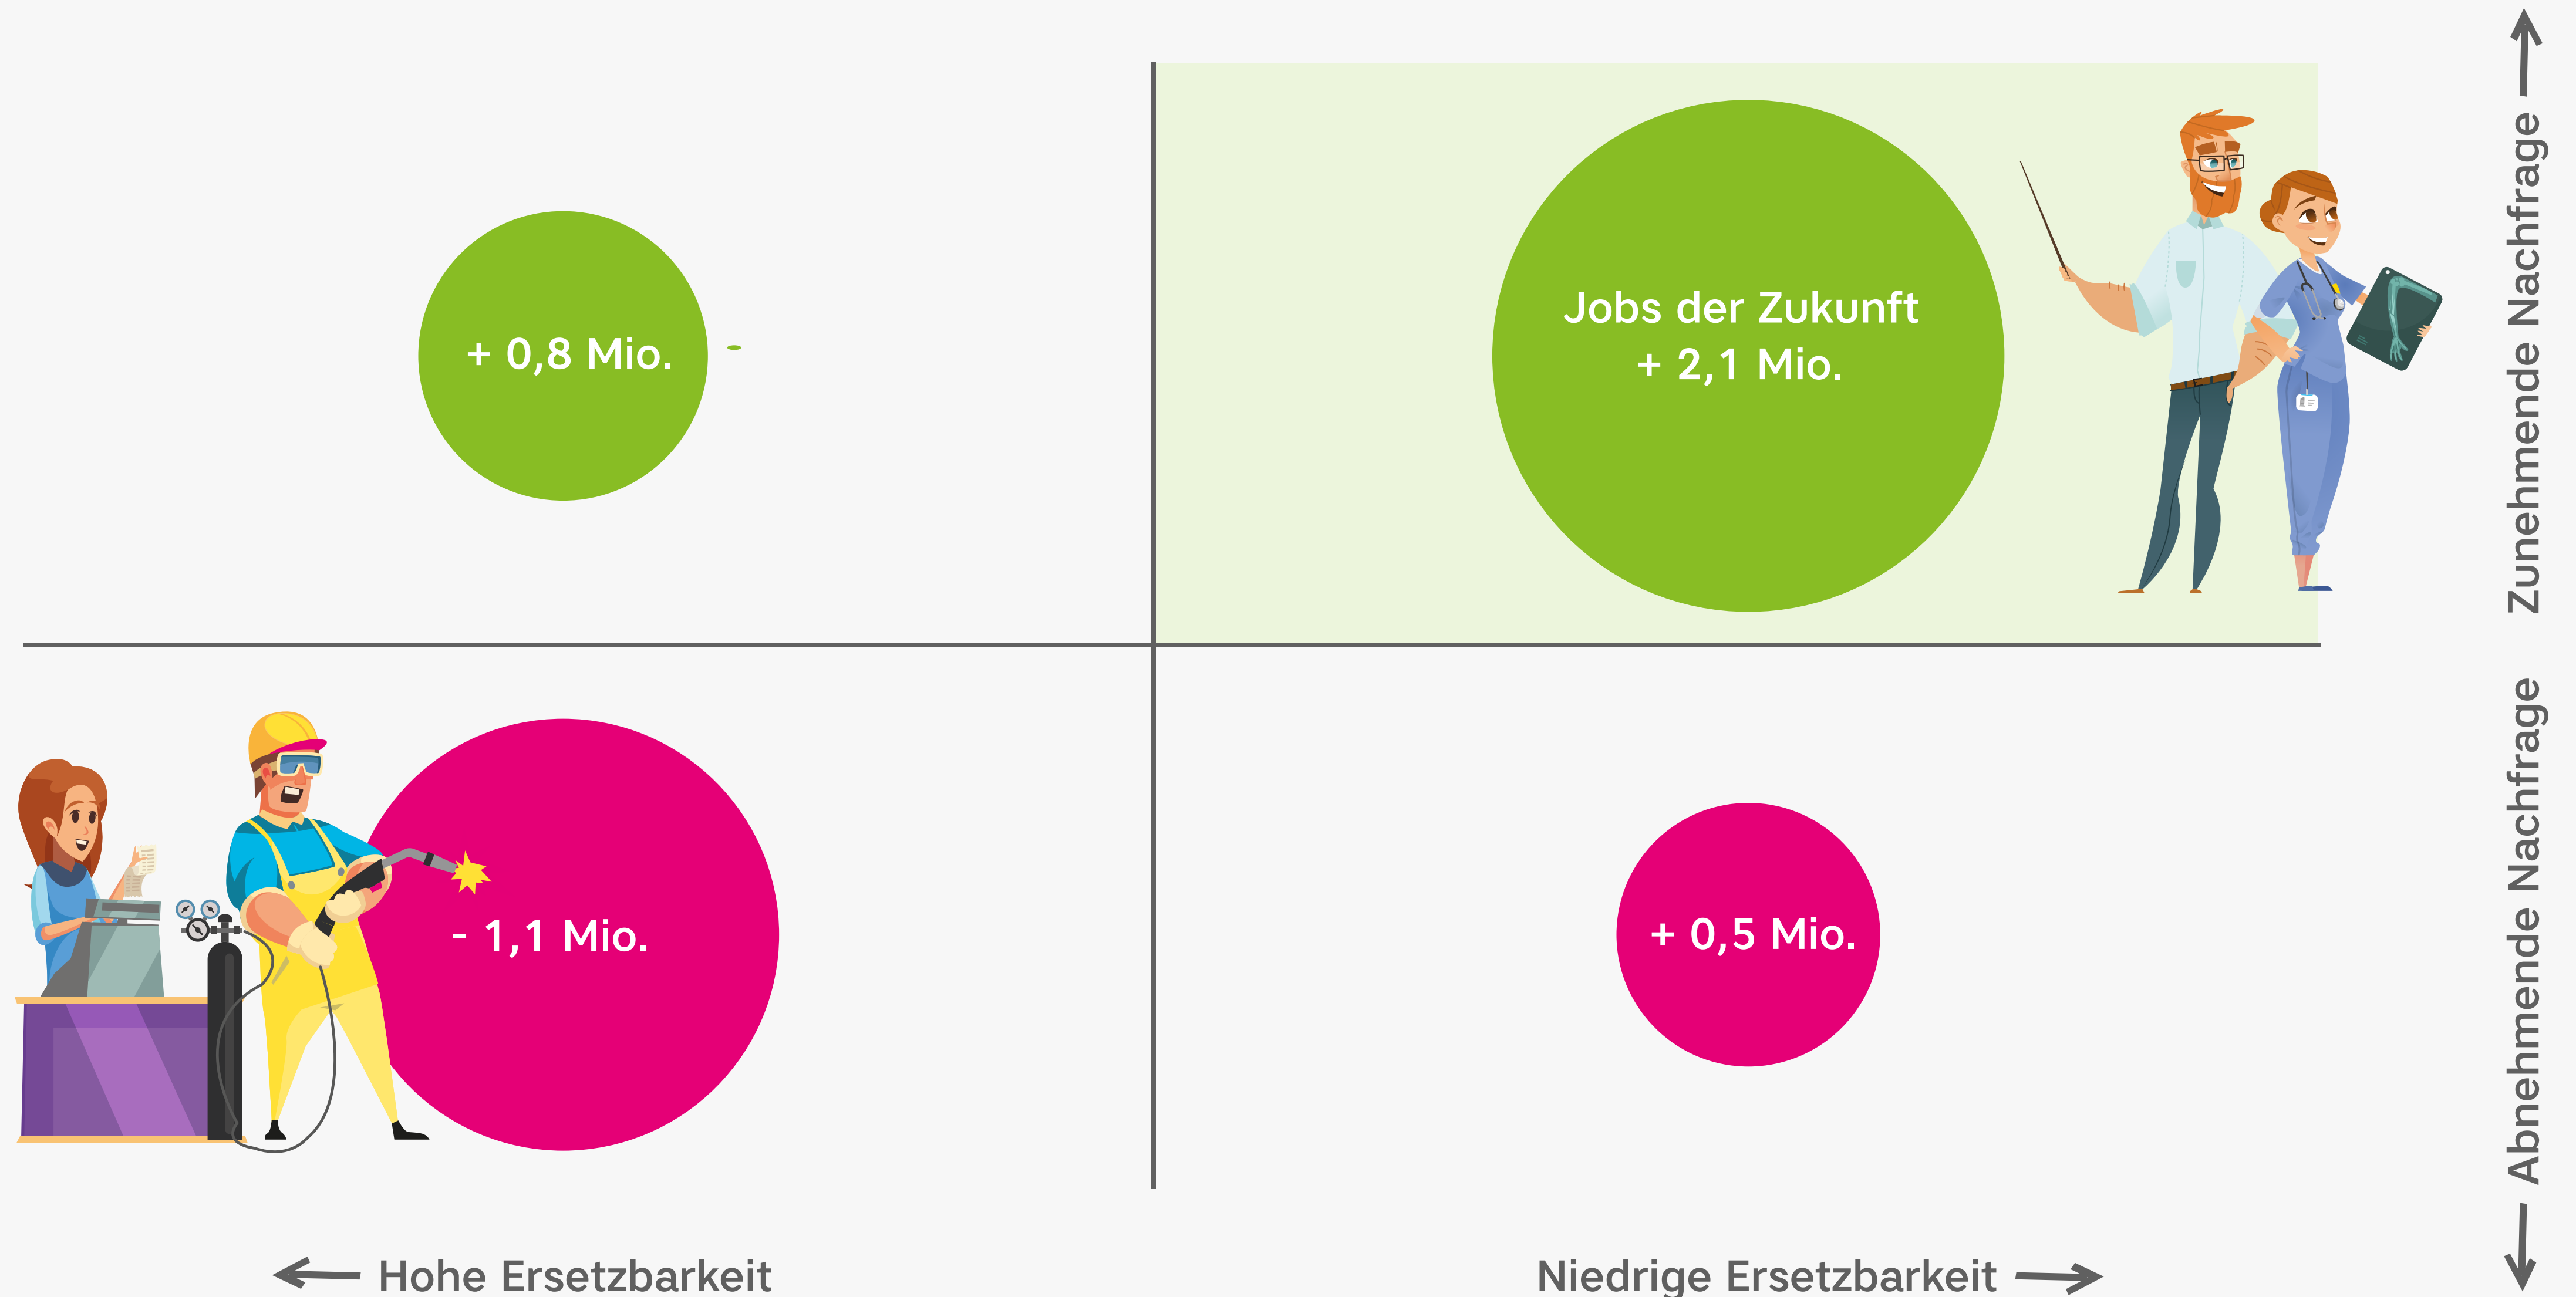 + 0,8 Mio.
Jobs der Zukunft
+ 2,1 Mio.
Zunehmende Nachfrage
- 1,1 Mio.
+ 0,5 Mio.
Abnehmende Nachfrage
Hohe Ersetzbarkeit
Niedrige Ersetzbarkeit